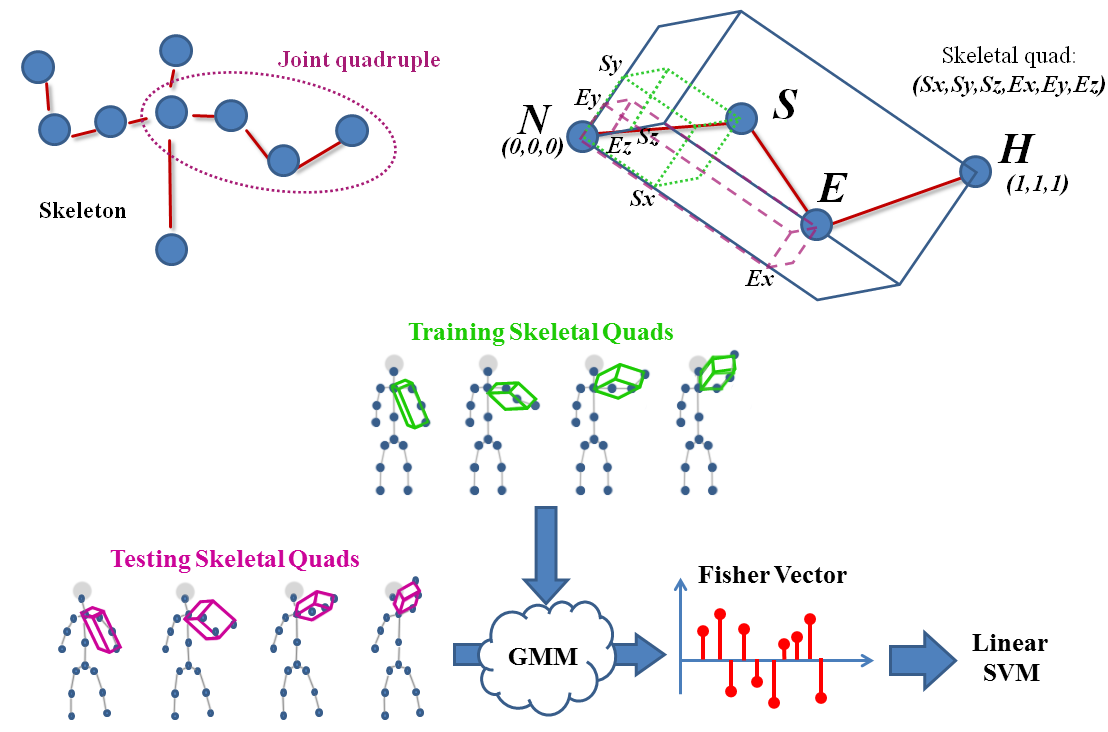 Joint quadruple
Skeleton
Skeletal quad:
(Sx,Sy,Sz,Ex,Ey,Ez)
Sy
Ey
N
(0,0,0)
Ez
Sz
S
Sx
E
H
(1,1,1)
Ex
Training Skeletal Quads
Testing Skeletal Quads
GMM
Fisher Vector
Linear
SVM